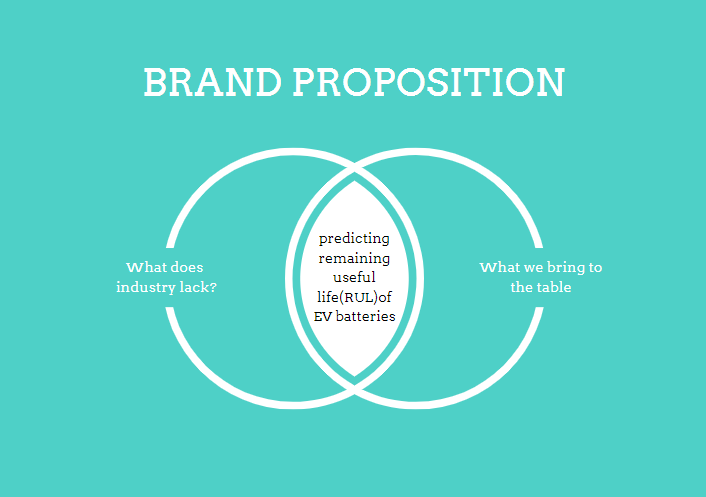 BRAND PROPOSITION
What does
industry lack?
predicting
remaining
useful
life(RUL)of
EV batteries
What we bring to
the table